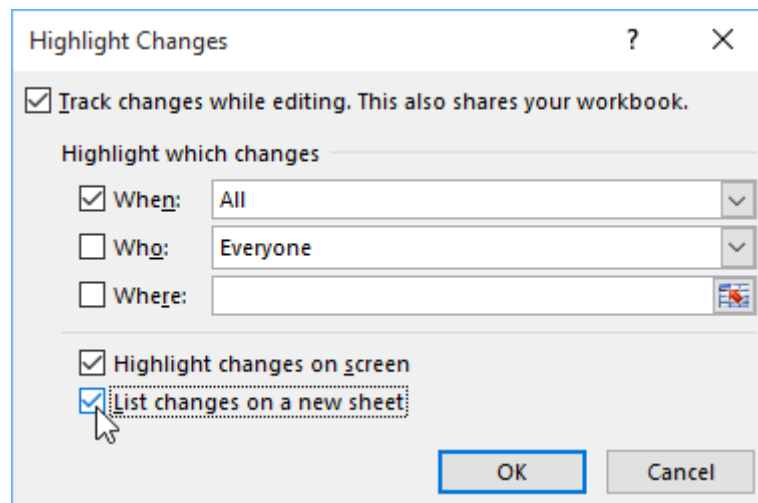 Highlight Changes ?
Track changes while editing. This also shares your workbook.
Highlight which changes
When: All
Who: Everyone
Where:
Highlight changes on screen
List changes on a new sheet
OK Cancel